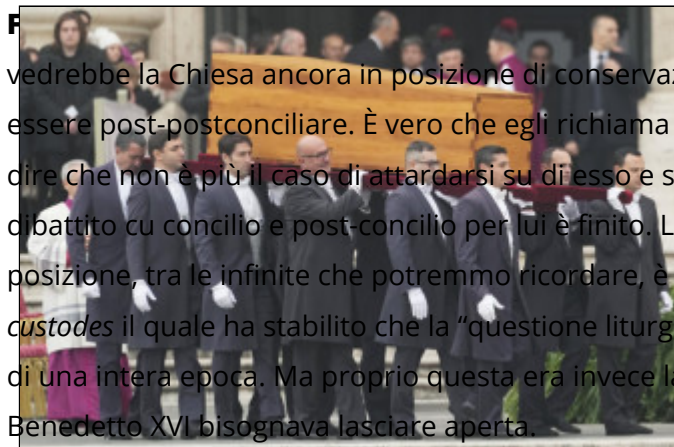 F
vedrebbe la Chiesa ancora in posizione di conserva
essere post-postconciliare. È vero che egli richiama
dire che non è più il caso di attardarsi su di esso e s
dibattito cu concilio e post-concilio per lui è finito. L
posizione, tra le infinite che potremmo ricordare, è
custodes il quale ha stabilito che la “questione liturg
di una intera epoca. Ma proprio questa era invece la
Benedetto XVI bisognava lasciare aperta.